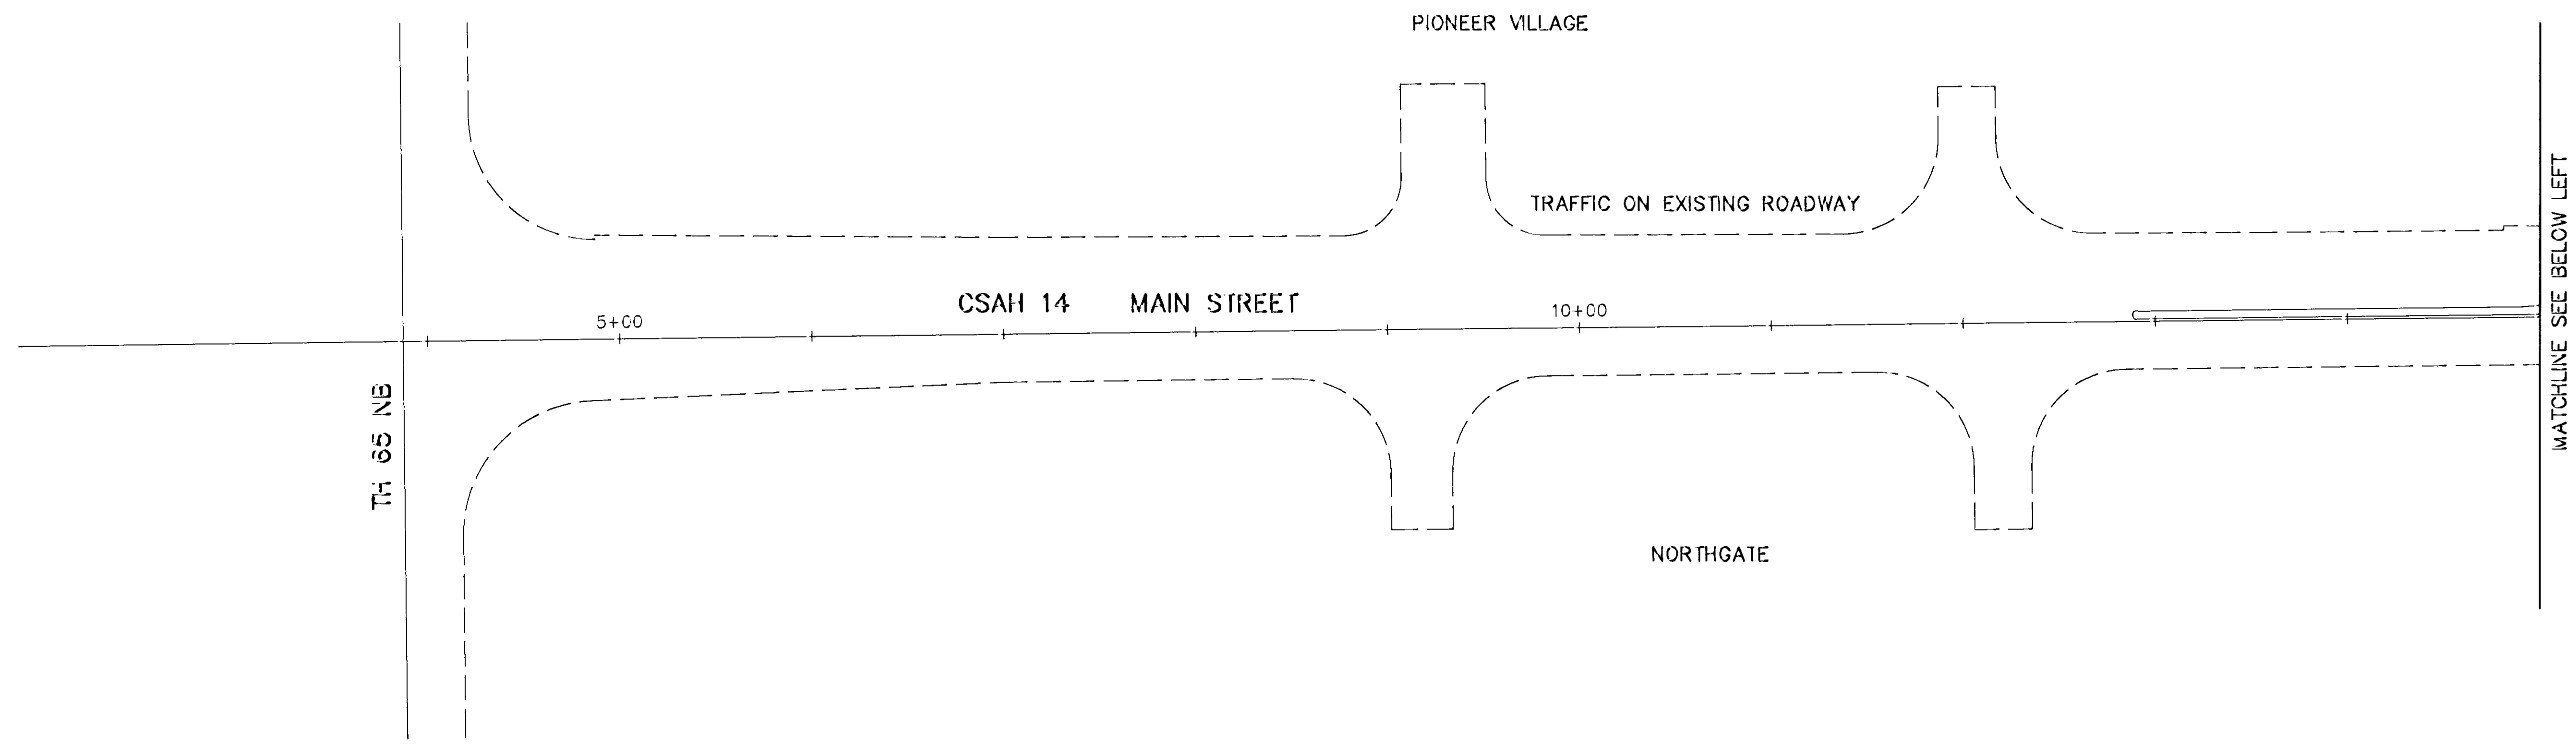 PIONEER VILLAGE
TRAFFIC ON EXISTING ROADWAY
CSAH 14 MAIN STREET
5+00
10+00
TH 65 NB
NORTHGATE
MATCHLINE SEE BELOW LEFT